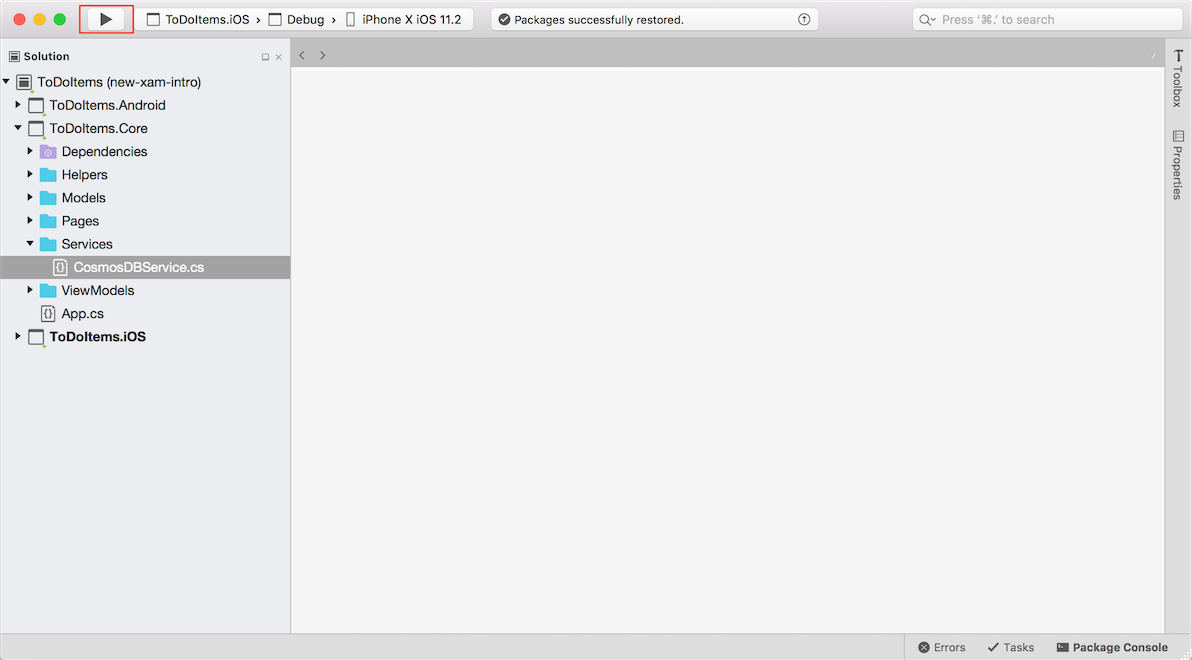 ToDoItems.iOS › Debug › iPhone X iOS 11.2
Packages successfully restored.
Press ‘⌘.’ to search
Solution
ToDoItems (new-xam-intro)
ToDoItems.Android
ToDoItems.Core
Dependencies
Helpers
Models
Pages
Services
CosmosDBService.cs
ViewModels
App.cs
ToDoItems.iOS
Toolbox
Properties
Errors
Tasks
Package Console